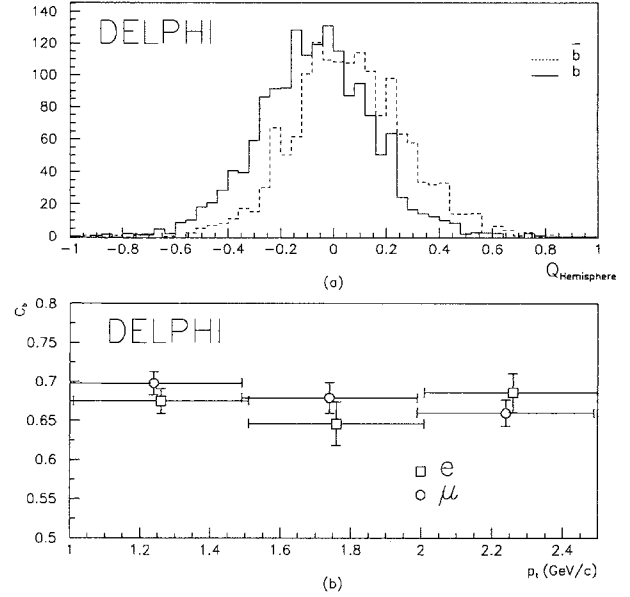 DELPHI
140
120
100
80
60
40
20
0
b̄
b
-1 -0.8 -0.6 -0.4 -0.2 0 0.2 0.4 0.6 0.8 1
Q Hemisphere
(a)
DELPHI
C_b
0.8
0.75
0.7
0.65
0.6
0.55
0.5
e
μ
1 1.2 1.4 1.6 1.8 2 2.2 2.4
p_t (GeV/c)
(b)